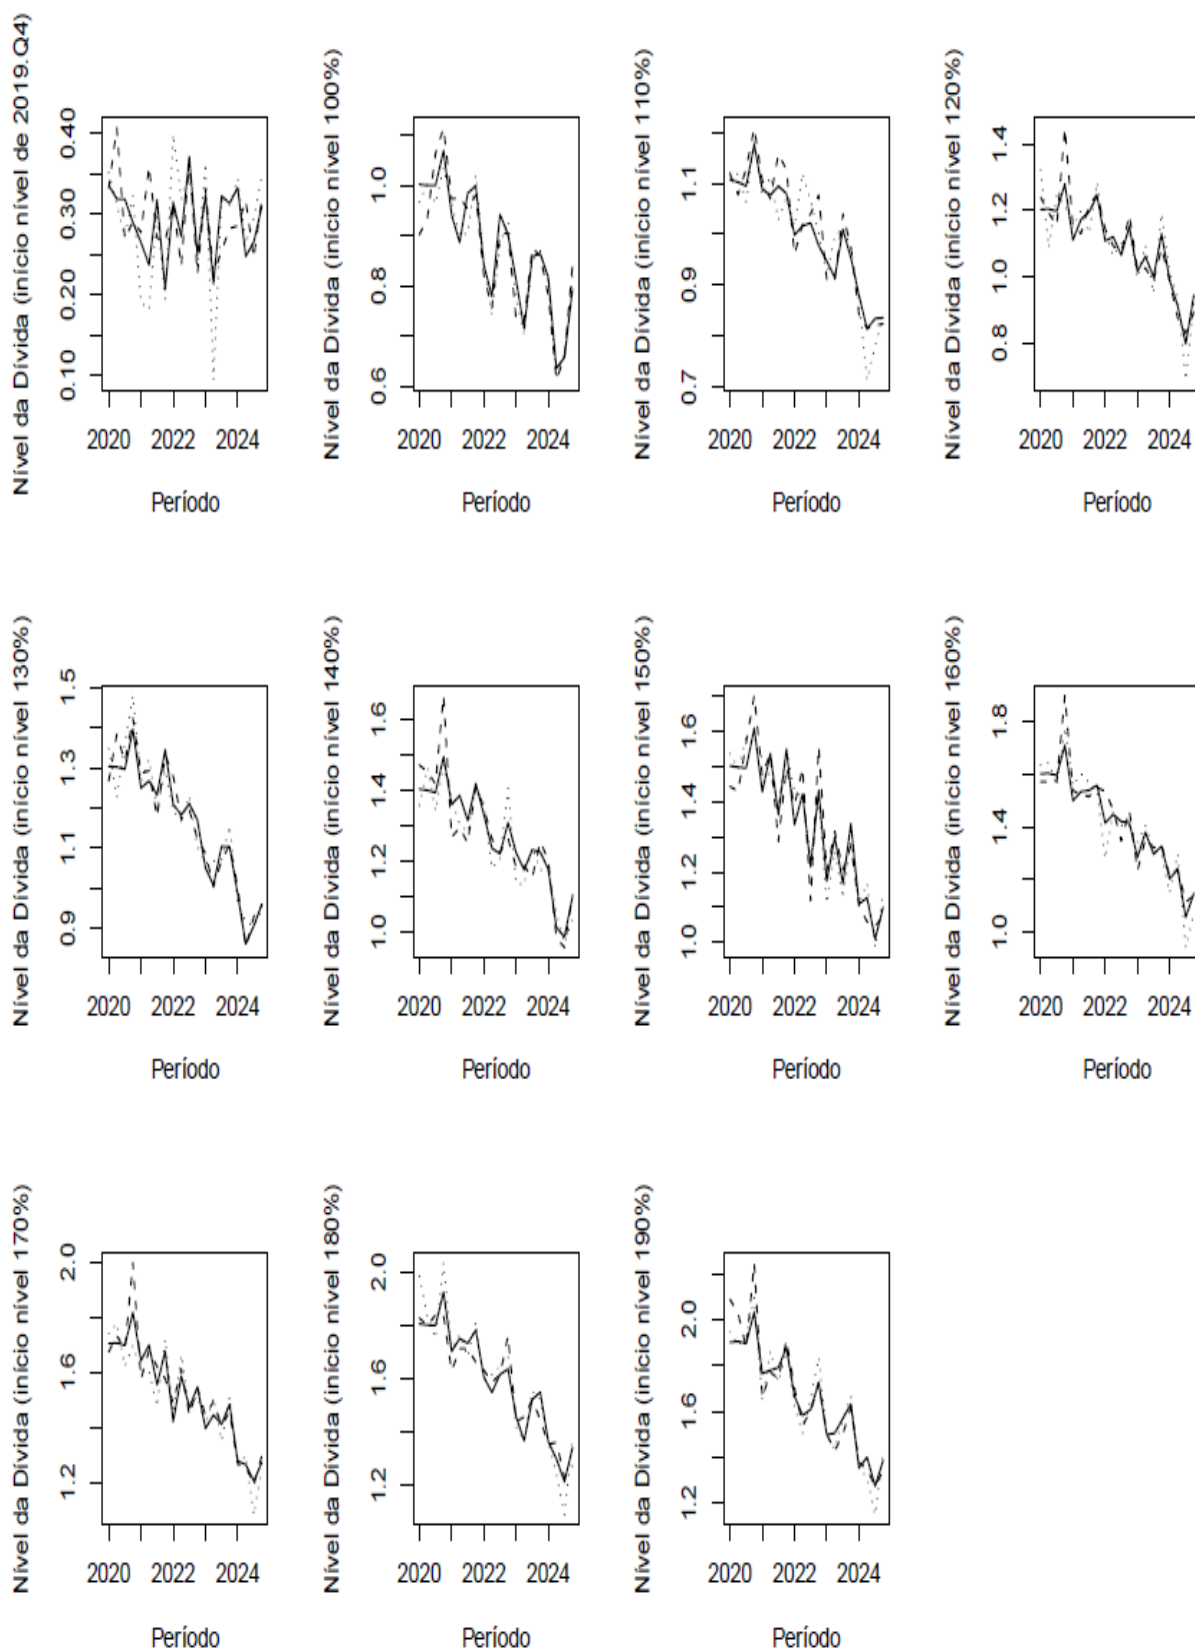 Nível da Dívida (início nível de 2019.Q4)
0.10 0.20 0.30 0.40
2020 2022 2024
Período
Nível da Dívida (início nível 100%)
0.6 0.8 1.0
2020 2022 2024
Período
Nível da Dívida (início nível 110%)
0.7 0.9 1.1
2020 2022 2024
Período
Nível da Dívida (início nível 120%)
0.8 1.0 1.2 1.4
2020 2022 2024
Período
Nível da Dívida (início nível 130%)
0.9 1.1 1.3 1.5
2020 2022 2024
Período
Nível da Dívida (início nível 140%)
1.0 1.2 1.4 1.6
2020 2022 2024
Período
Nível da Dívida (início nível 150%)
1.0 1.2 1.4 1.6
2020 2022 2024
Período
Nível da Dívida (início nível 160%)
1.0 1.4 1.8
2020 2022 2024
Período
Nível da Dívida (início nível 170%)
1.2 1.6 2.0
2020 2022 2024
Período
Nível da Dívida (início nível 180%)
1.2 1.6 2.0
2020 2022 2024
Período
Nível da Dívida (início nível 190%)
1.2 1.6 2.0
2020 2022 2024
Período